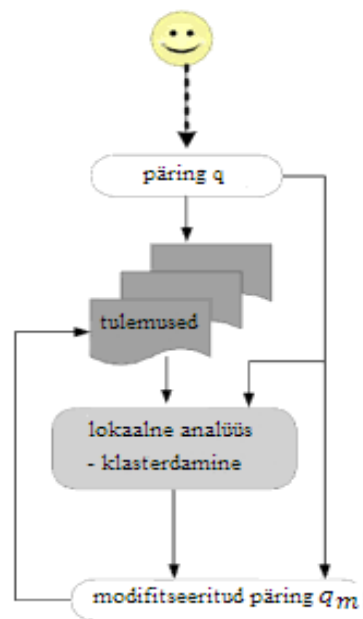 päring q
tulemused
lokaalne analüüs
- klasterdamine
modifitseeritud päring qₘ